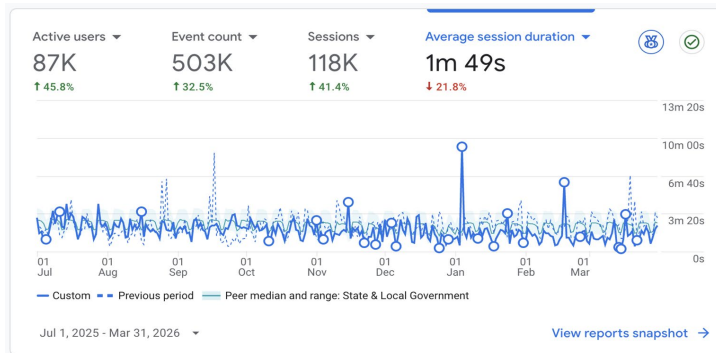 Active users Event count Sessions Average session duration
87K 503K 118K 1m 49s
↑ 45.8% ↑ 32.5% ↑ 41.4% ↓ 21.8%
13m 20s
10m 00s
6m 40s
3m 20s
0s
01 01 01 01 01 01 01 01 01
Jul Aug Sep Oct Nov Dec Jan Feb Mar
Custom Previous period Peer median and range: State & Local Government
Jul 1, 2025 - Mar 31, 2026 View reports snapshot →